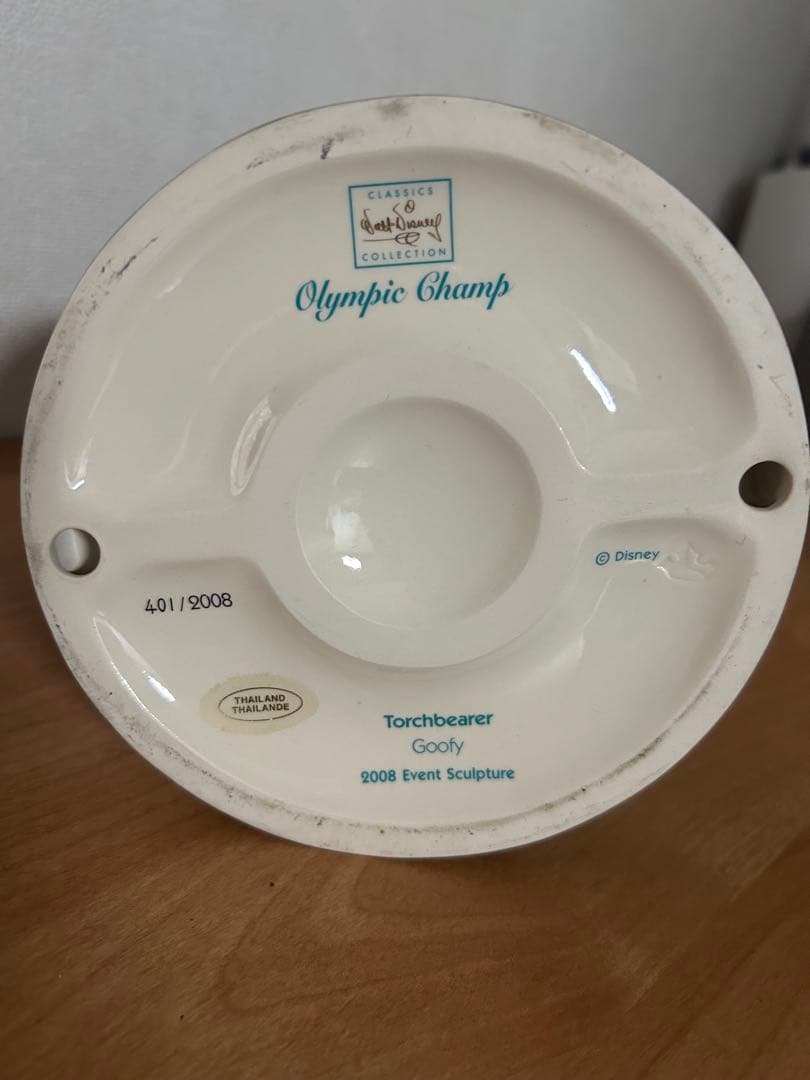 CLASSICS
Walt Disney
COLLECTION
Olympic Champ
© Disney
401/2008
THAILAND
THAILANDE
Torchbearer
Goofy
2008 Event Sculpture